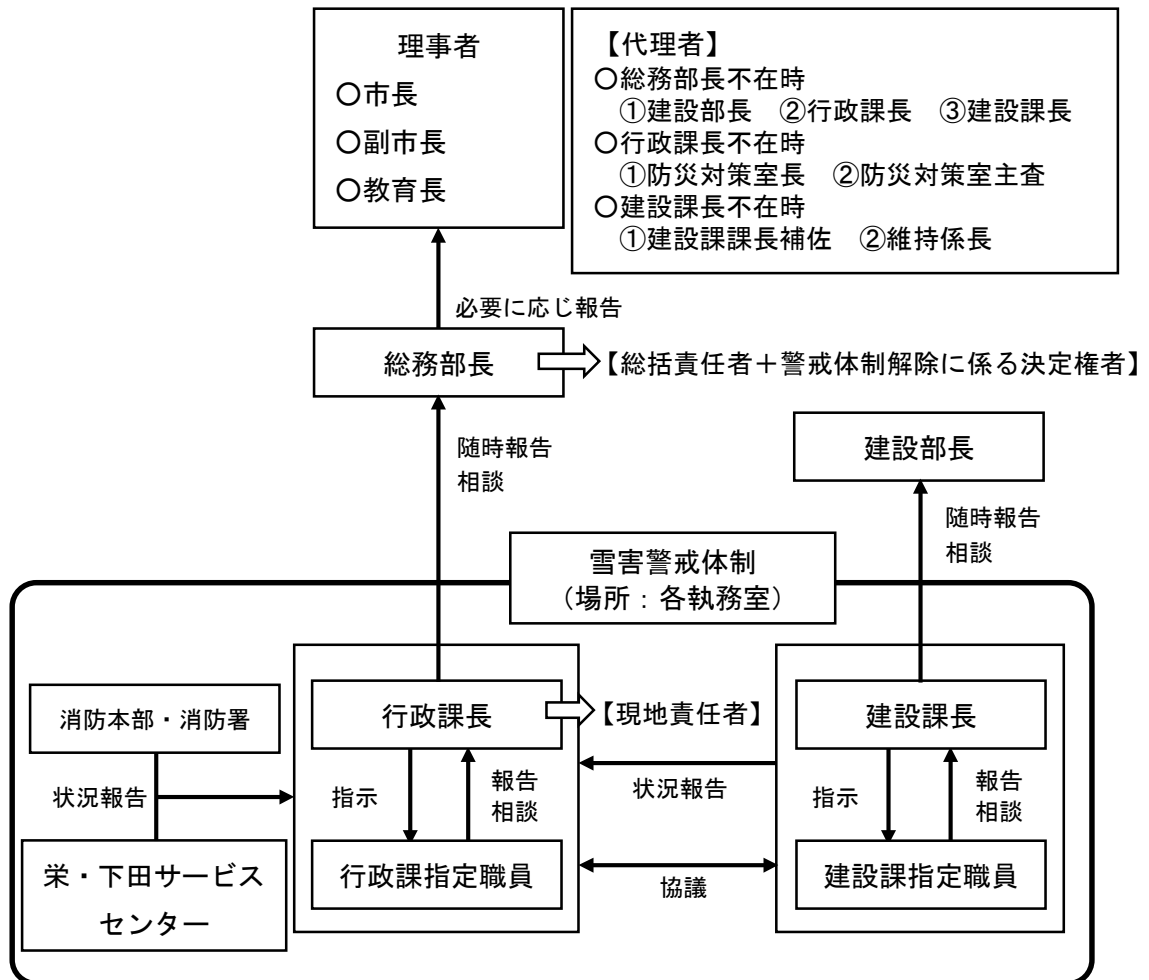 理事者
○市長
○副市長
○教育長
【代理者】
○総務部長不在時
①建設部長 ②行政課長 ③建設課長
○行政課長不在時
①防災対策室長 ②防災対策室主査
○建設課長不在時
①建設課課長補佐 ②維持係長
必要に応じ報告
総務部長
【総括責任者＋警戒体制解除に係る決定権者】
随時報告
相談
建設部長
随時報告
相談
雪害警戒体制
（場所：各執務室）
消防本部・消防署
状況報告
栄・下田サービス
センター
行政課長
【現地責任者】
指示
報告
相談
行政課指定職員
状況報告
協議
建設課長
指示
報告
相談
建設課指定職員